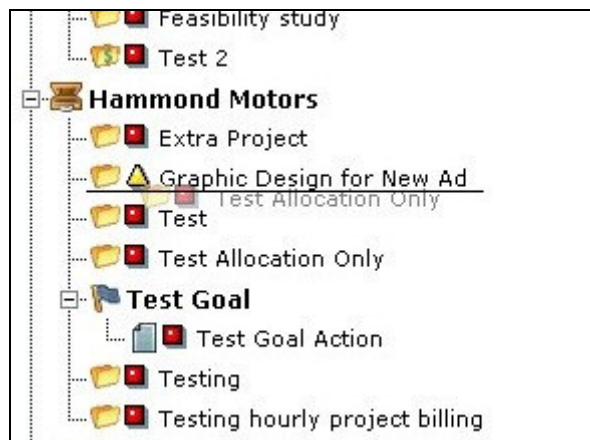 Feasibility study
Test 2
Hammond Motors
Extra Project
Graphic Design for New Ad
Test Allocation Only
Test
Test Allocation Only
Test Goal
Test Goal Action
Testing
Testing hourly project billing